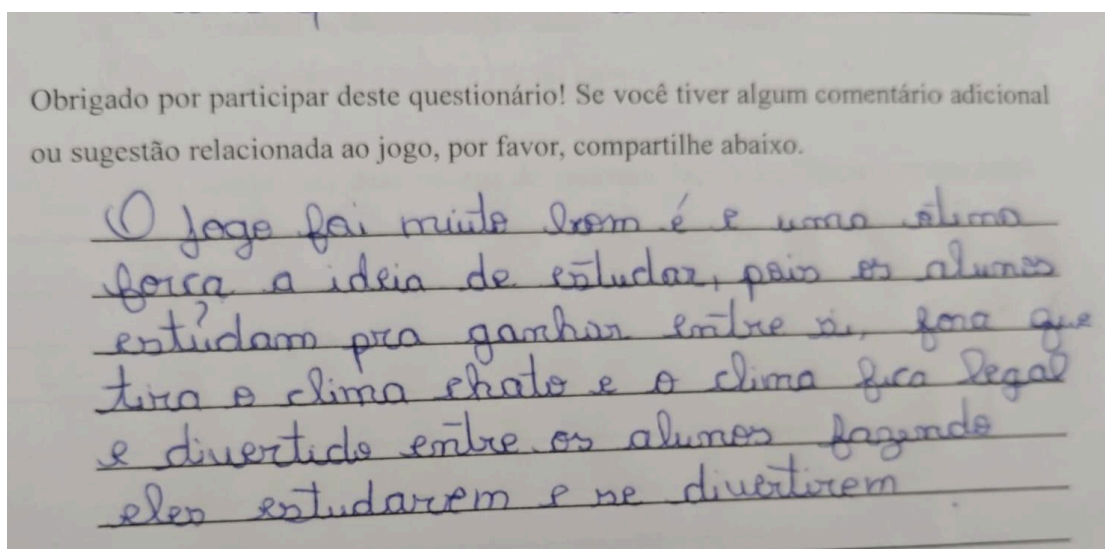 Obrigado por participar deste questionário! Se você tiver algum comentário adicional
ou sugestão relacionada ao jogo, por favor, compartilhe abaixo.
O jogo foi muito bom é e uma ótima
força a ideia de estudar, pois os alunos
estudam pra ganhar entre si, fora que
tira o clima chato e o clima fica legal
e divertido entre os alunos fazendo
eles estudarem e se divertirem